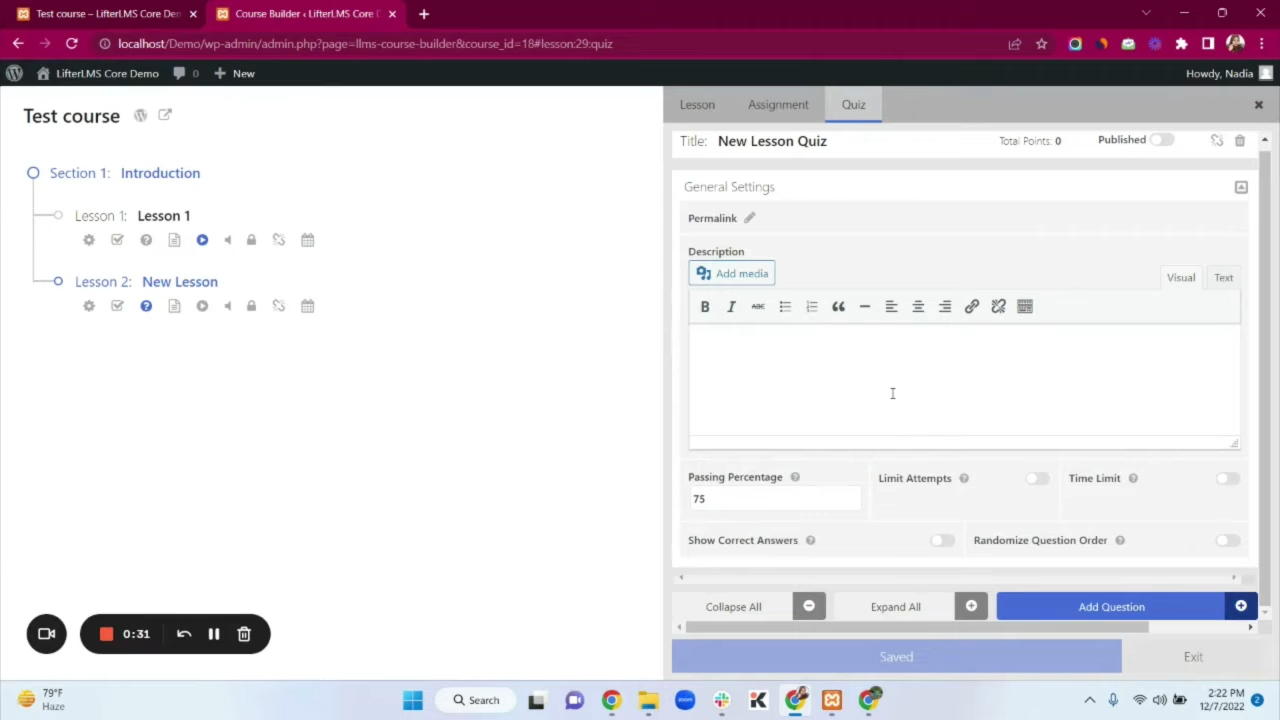 Test course – LifterLMS Core Den
Course Builder ‹ LifterLMS Core D
localhost/Demo/wp-admin/admin.php?page=llms-course-builder&course_id=18#lesson:29:quiz
LifterLMS Core Demo
0
New
Howdy, Nadia
Test course
Section 1: Introduction
Lesson 1: Lesson 1
Lesson 2: New Lesson
0:31
Lesson
Assignment
Quiz
Title: New Lesson Quiz
Total Points: 0
Published
General Settings
Permalink
Description
Add media
Visual
Text
B I ABC
Passing Percentage
75
Limit Attempts
Time Limit
Show Correct Answers
Randomize Question Order
Collapse All
Expand All
Add Question
Saved
Exit
79°F
Haze
Search
zoom
2:22 PM
12/7/2022
2